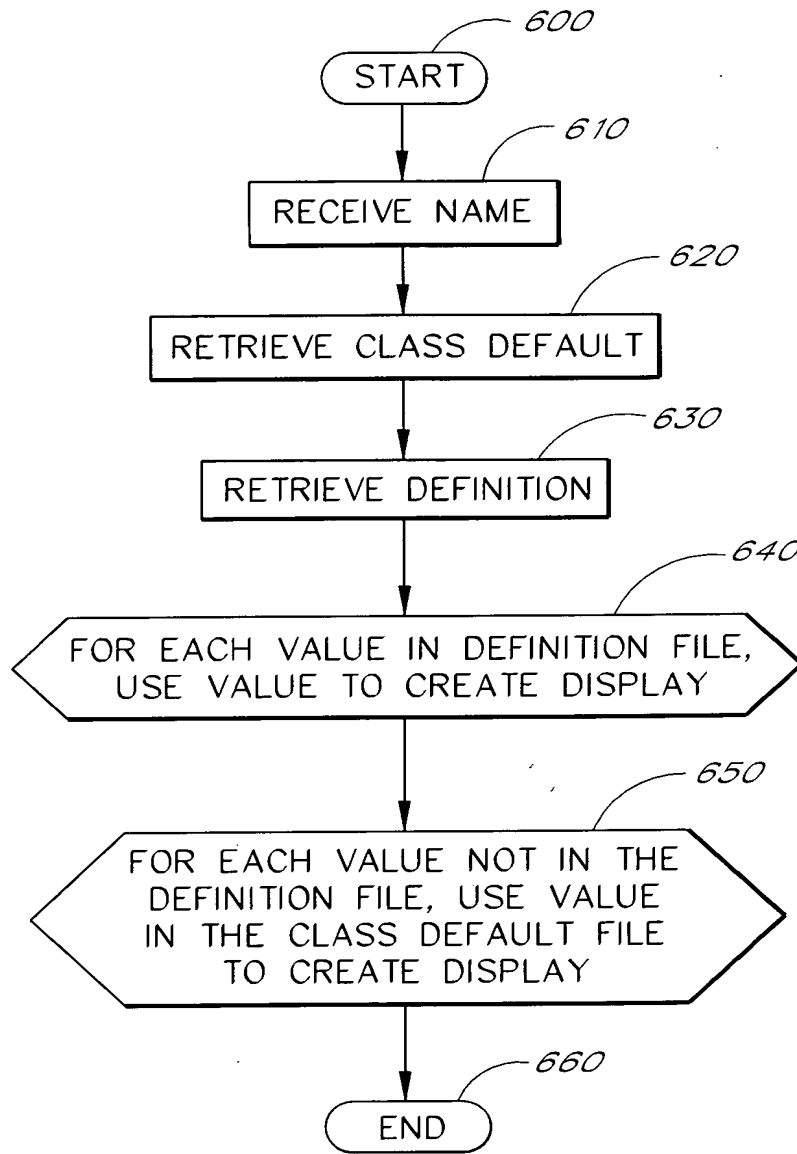 600
START
610
RECEIVE NAME
620
RETRIEVE CLASS DEFAULT
630
RETRIEVE DEFINITION
640
FOR EACH VALUE IN DEFINITION FILE,
USE VALUE TO CREATE DISPLAY
650
FOR EACH VALUE NOT IN THE
DEFINITION FILE, USE VALUE
IN THE CLASS DEFAULT FILE
TO CREATE DISPLAY
660
END